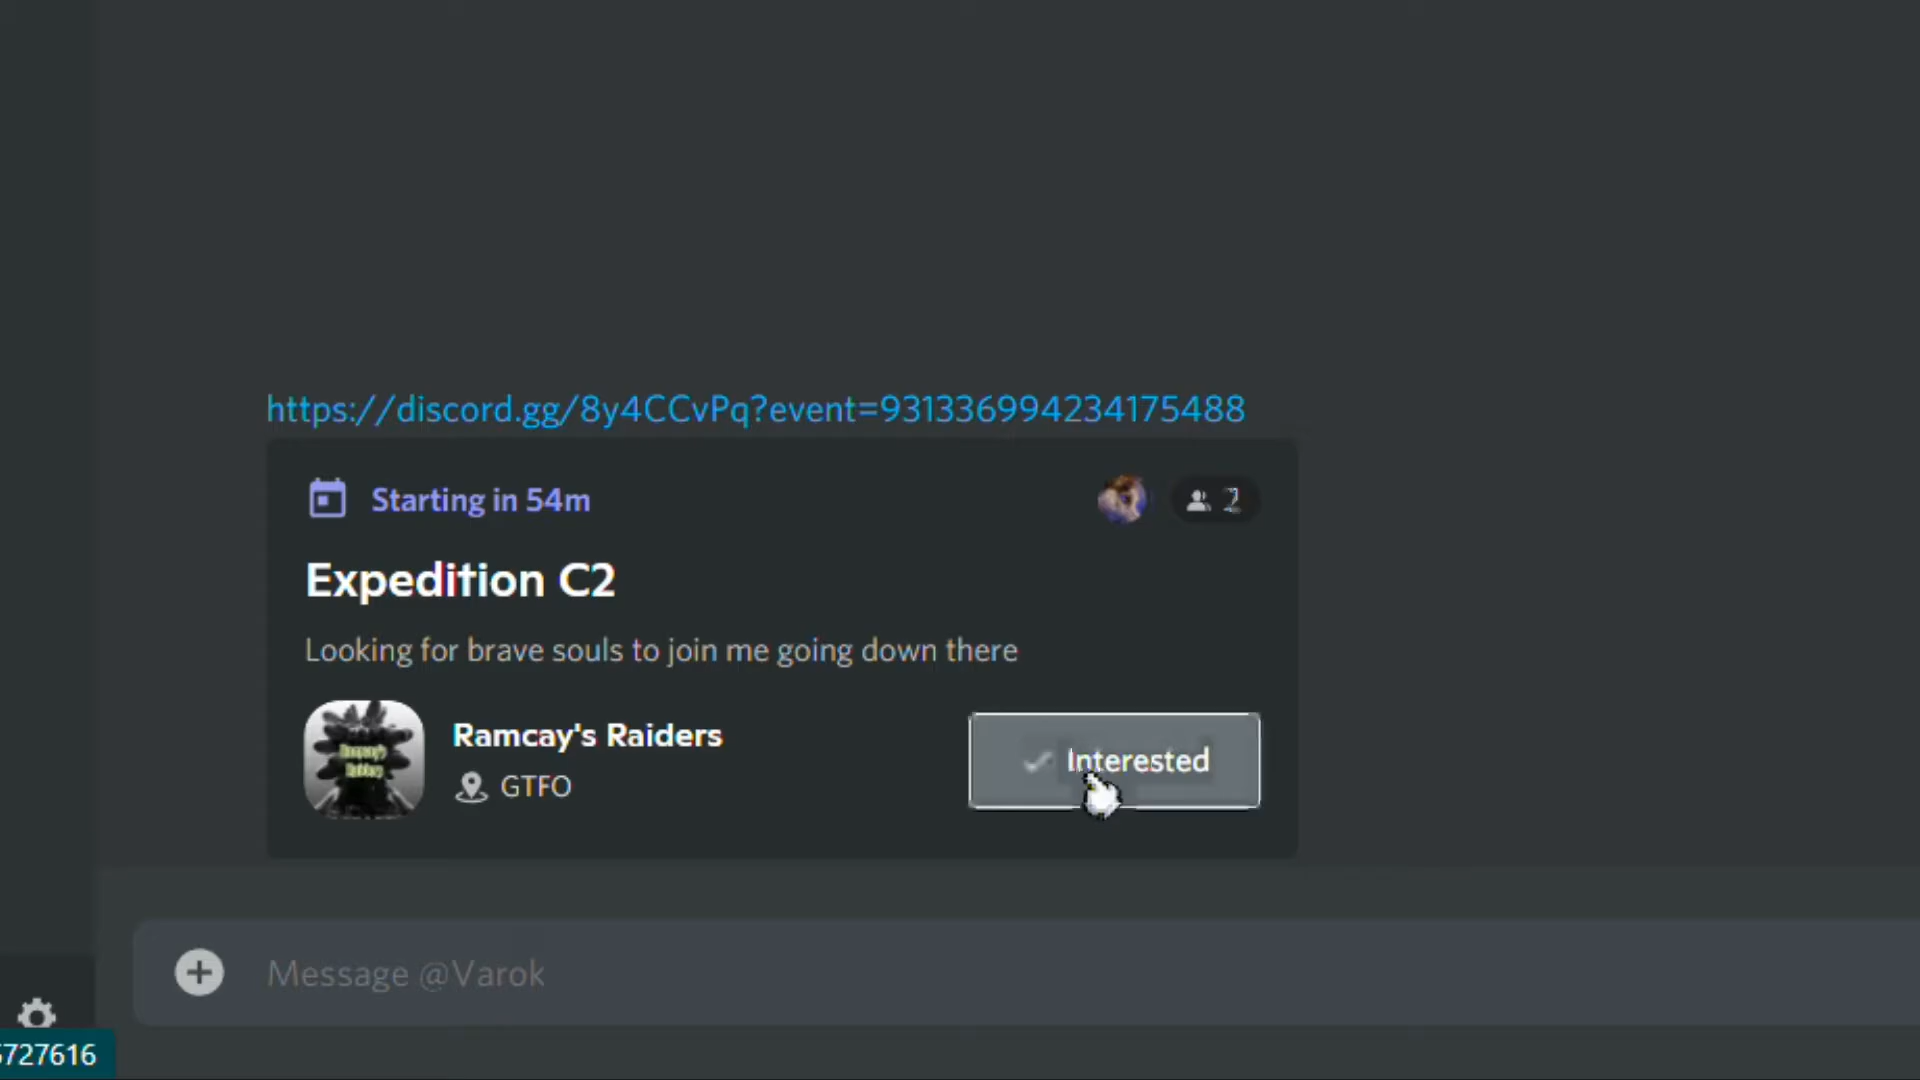 https://discord.gg/8y4CCvPq?event=931336994234175488
Starting in 54m
2
Expedition C2
Looking for brave souls to join me going down there
Ramcay's Raiders
GTFO
Interested
Message @Varok
5727616